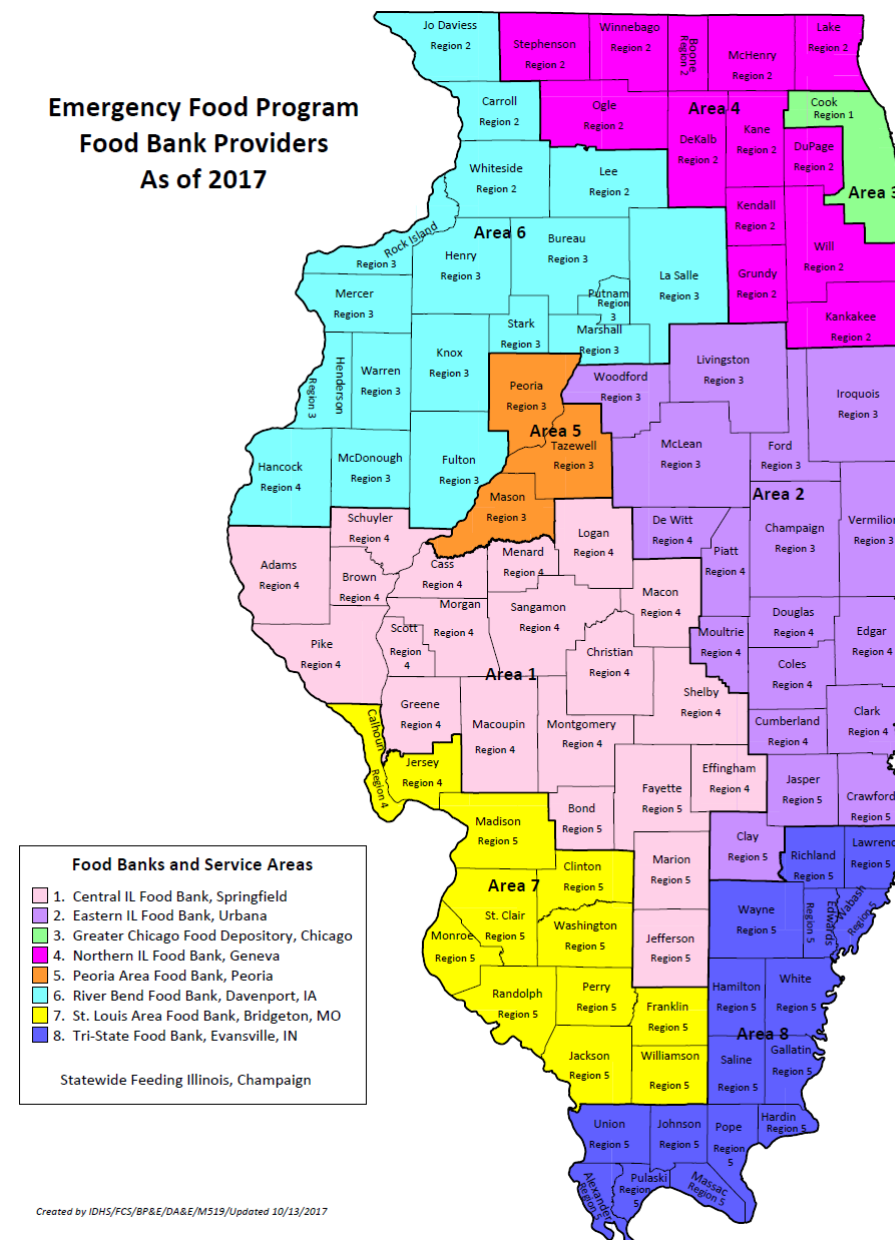 Emergency Food Program
Food Bank Providers
As of 2017
Jo Daviess
Region 2
Stephenson
Region 2
Winnebago
Region 2
Boone
Region 2
McHenry
Region 2
Lake
Region 2
Carroll
Region 2
Ogle
Region 2
Area 4
DeKalb
Region 2
Kane
Region 2
Cook
Region 1
DuPage
Region 2
Area 3
Whiteside
Region 2
Lee
Region 2
Kendall
Region 2
Will
Region 2
Grundy
Region 2
Kankakee
Region 2
Rock Island
Region 3
Area 6
Henry
Region 3
Bureau
Region 3
Putnam
Region
3
La Salle
Region 3
Mercer
Region 3
Stark
Region 3
Marshall
Region 3
Henderson
Region 3
Warren
Region 3
Knox
Region 3
Peoria
Region 3
Woodford
Region 3
Livingston
Region 3
Iroquois
Region 3
Area 5
Tazewell
Region 3
McLean
Region 3
Ford
Region 3
Hancock
Region 4
McDonough
Region 3
Fulton
Region 3
Mason
Region 3
Area 2
Schuyler
Region 4
Logan
Region 4
De Witt
Region 4
Piatt
Region 4
Champaign
Region 3
Vermilion
Region 3
Adams
Region 4
Brown
Region 4
Cass
Region 4
Menard
Region 4
Macon
Region 4
Morgan
Region 4
Sangamon
Region 4
Douglas
Region 4
Edgar
Region 4
Pike
Region 4
Scott
Region
4
Christian
Region 4
Moultrie
Region 4
Coles
Region 4
Area 1
Shelby
Region 4
Greene
Region 4
Macoupin
Region 4
Montgomery
Region 4
Cumberland
Region 4
Clark
Region 4
Calhoun
Region 4
Jersey
Region 4
Fayette
Region 5
Effingham
Region 4
Jasper
Region 5
Crawford
Region 5
Bond
Region 5
Madison
Region 5
Clay
Region 5
Richland
Region 5
Lawrenc
Region 5
Marion
Region 5
Clinton
Region 5
Area 7
St. Clair
Region 5
Washington
Region 5
Monroe
Region 5
Jefferson
Region 5
Wayne
Region 5
Edwards
Region 5
Wabash
Region 5
Randolph
Region 5
Perry
Region 5
Franklin
Region 5
Hamilton
Region 5
White
Region 5
Area 8
Jackson
Region 5
Williamson
Region 5
Saline
Region 5
Gallatin
Region 5
Union
Region 5
Johnson
Region 5
Pope
Region
5
Hardin
Region 5
Alexander
Region 5
Pulaski
Region
5
Massac
Region 5
Food Banks and Service Areas
1. Central IL Food Bank, Springfield
2. Eastern IL Food Bank, Urbana
3. Greater Chicago Food Depository, Chicago
4. Northern IL Food Bank, Geneva
5. Peoria Area Food Bank, Peoria
6. River Bend Food Bank, Davenport, IA
7. St. Louis Area Food Bank, Bridgeton, MO
8. Tri-State Food Bank, Evansville, IN
Statewide Feeding Illinois, Champaign
Created by IDHS/FCS/BP&E/DA&E/M519/Updated 10/13/2017